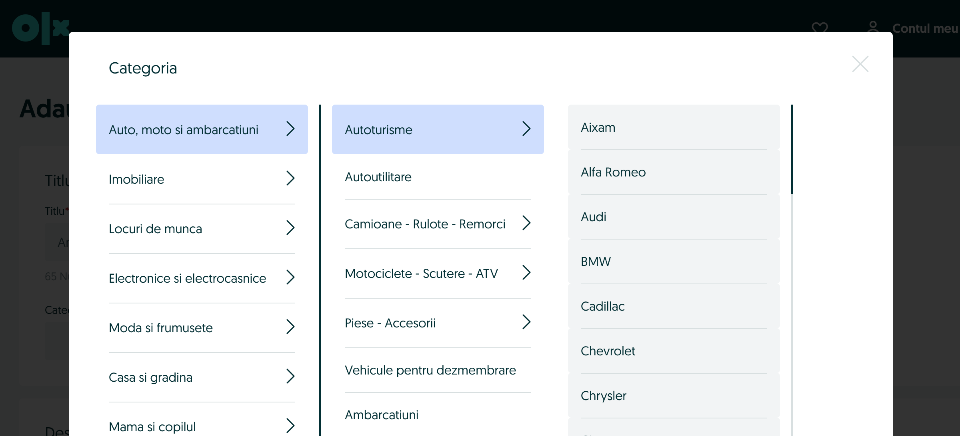 olx
Contul meu
Categoria
Auto, moto si ambarcatiuni
Imobiliare
Locuri de munca
Electronice si electrocasnice
Moda si frumusete
Casa si gradina
Mama si copilul
Autoturisme
Autoutilitare
Camioane - Rulote - Remorci
Motociclete - Scutere - ATV
Piese - Accesorii
Vehicule pentru dezmembrare
Ambarcatiuni
Aixam
Alfa Romeo
Audi
BMW
Cadillac
Chevrolet
Chrysler
Titlu*